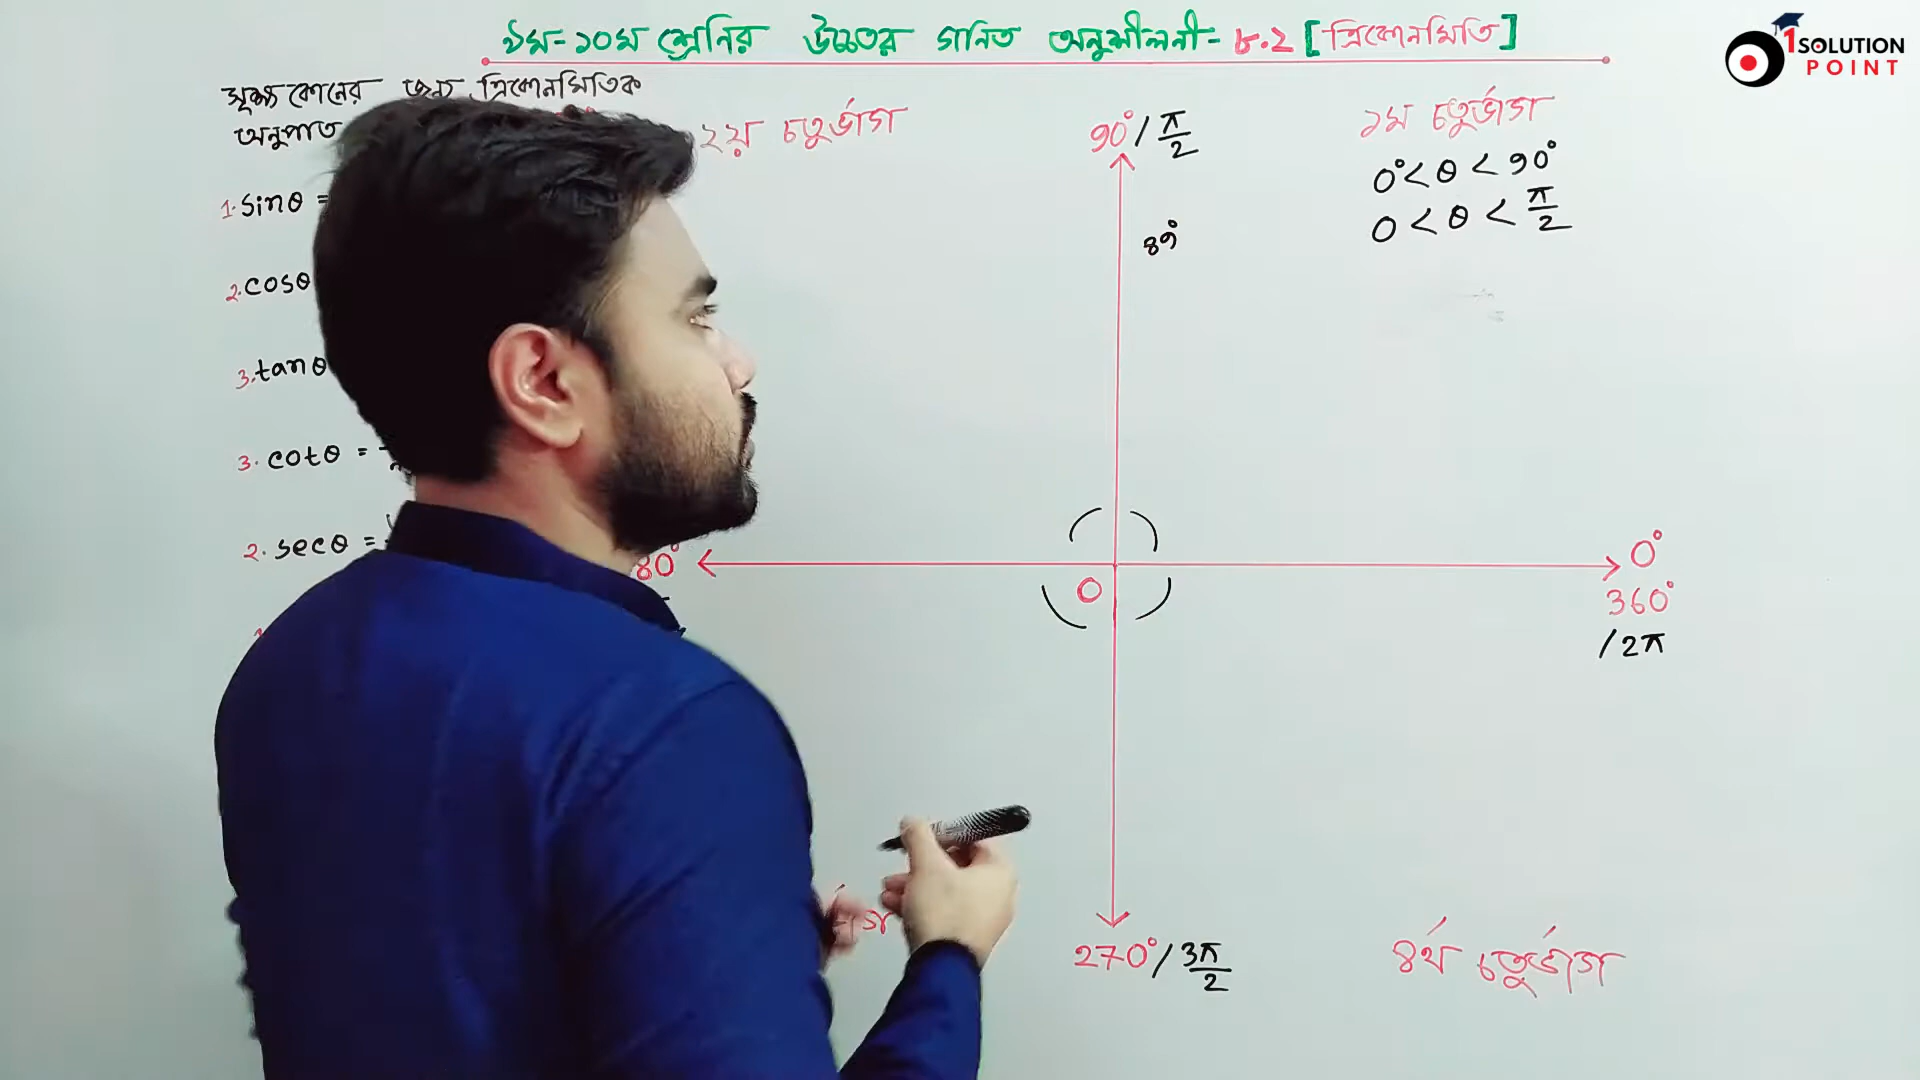 ৯ম-১০ম শ্রেনির উচ্চতর গনিত অনুশীলনী-৮.২ [ত্রিকোনমিতি]
1SOLUTION
POINT
সূক্ষ্ম কোনের জন্য ত্রিকোনমিতিক
অনুপাত
1. sinθ =
2. cosθ
3. tanθ
3. cotθ =
2. secθ =
২য় চতুর্ভাগ
90°/π/2
89°
১ম চতুর্ভাগ
0° < θ < 90°
0 < θ < π/2
80°
O
0°
360°
/2π
270°/3π/2
৪র্থ চতুর্ভাগ